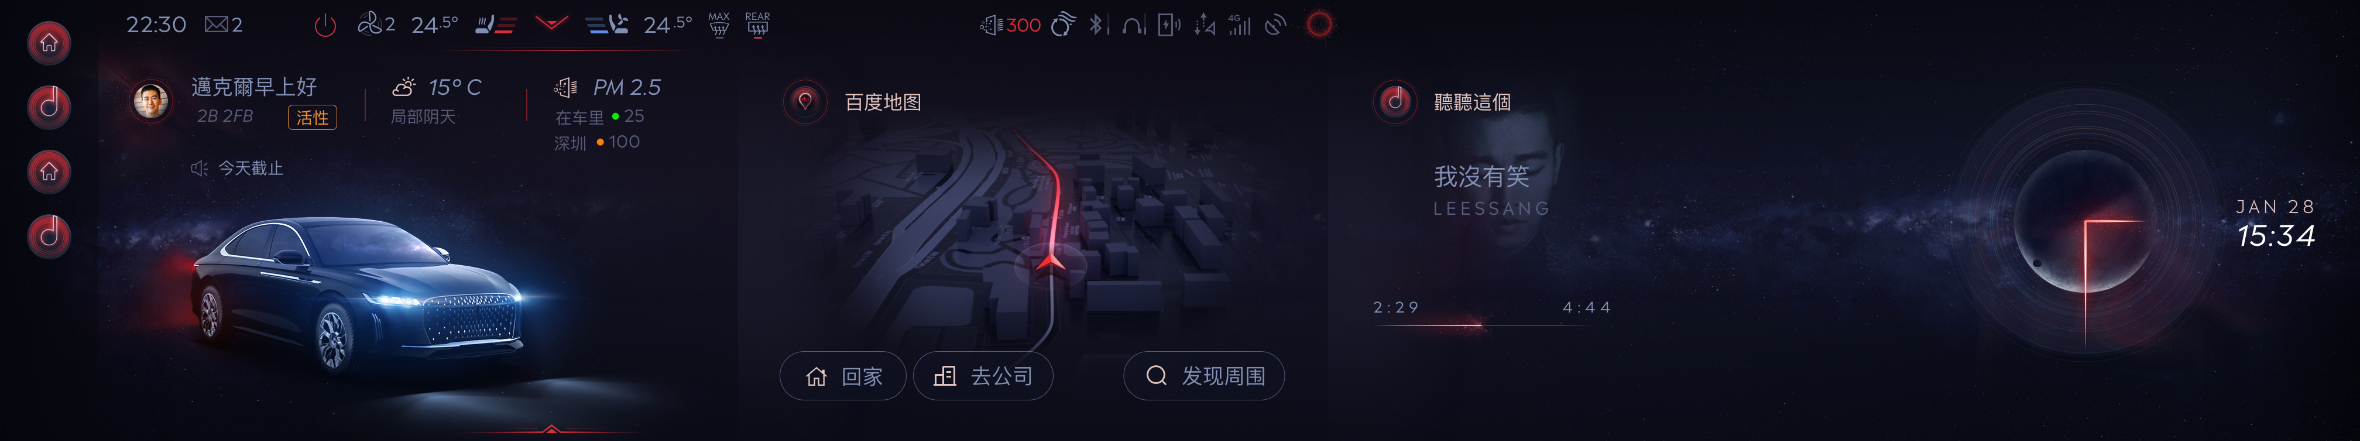 22:30 2 2 24.5° 24.5° MAX REAR 300 4G
邁克爾早上好
2B 2FB 活性
15° C
局部阴天
PM 2.5
在车里 25
深圳 100
今天截止
百度地图
回家 去公司 发现周围
聽聽這個
我沒有笑
LEESSANG
2:29 4:44
JAN 28
15:34